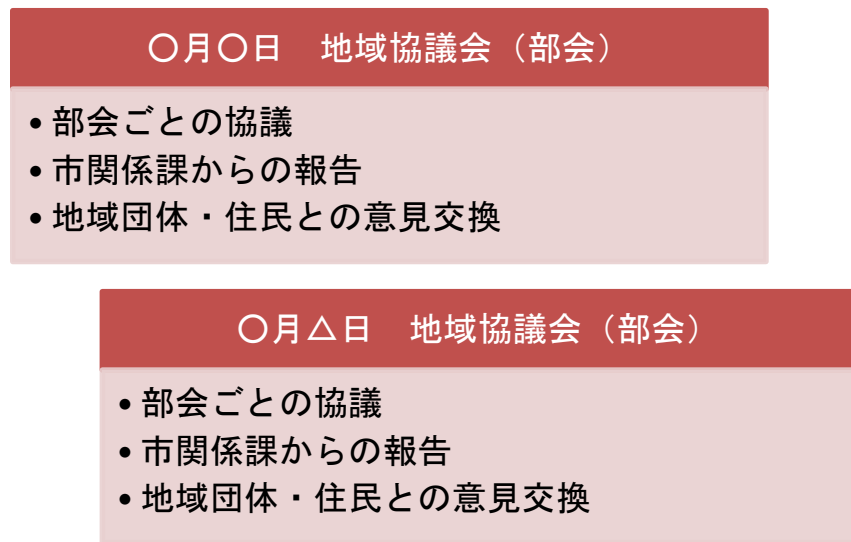 〇月〇日　地域協議会（部会）
• 部会ごとの協議
• 市関係課からの報告
• 地域団体・住民との意見交換
〇月△日　地域協議会（部会）
• 部会ごとの協議
• 市関係課からの報告
• 地域団体・住民との意見交換